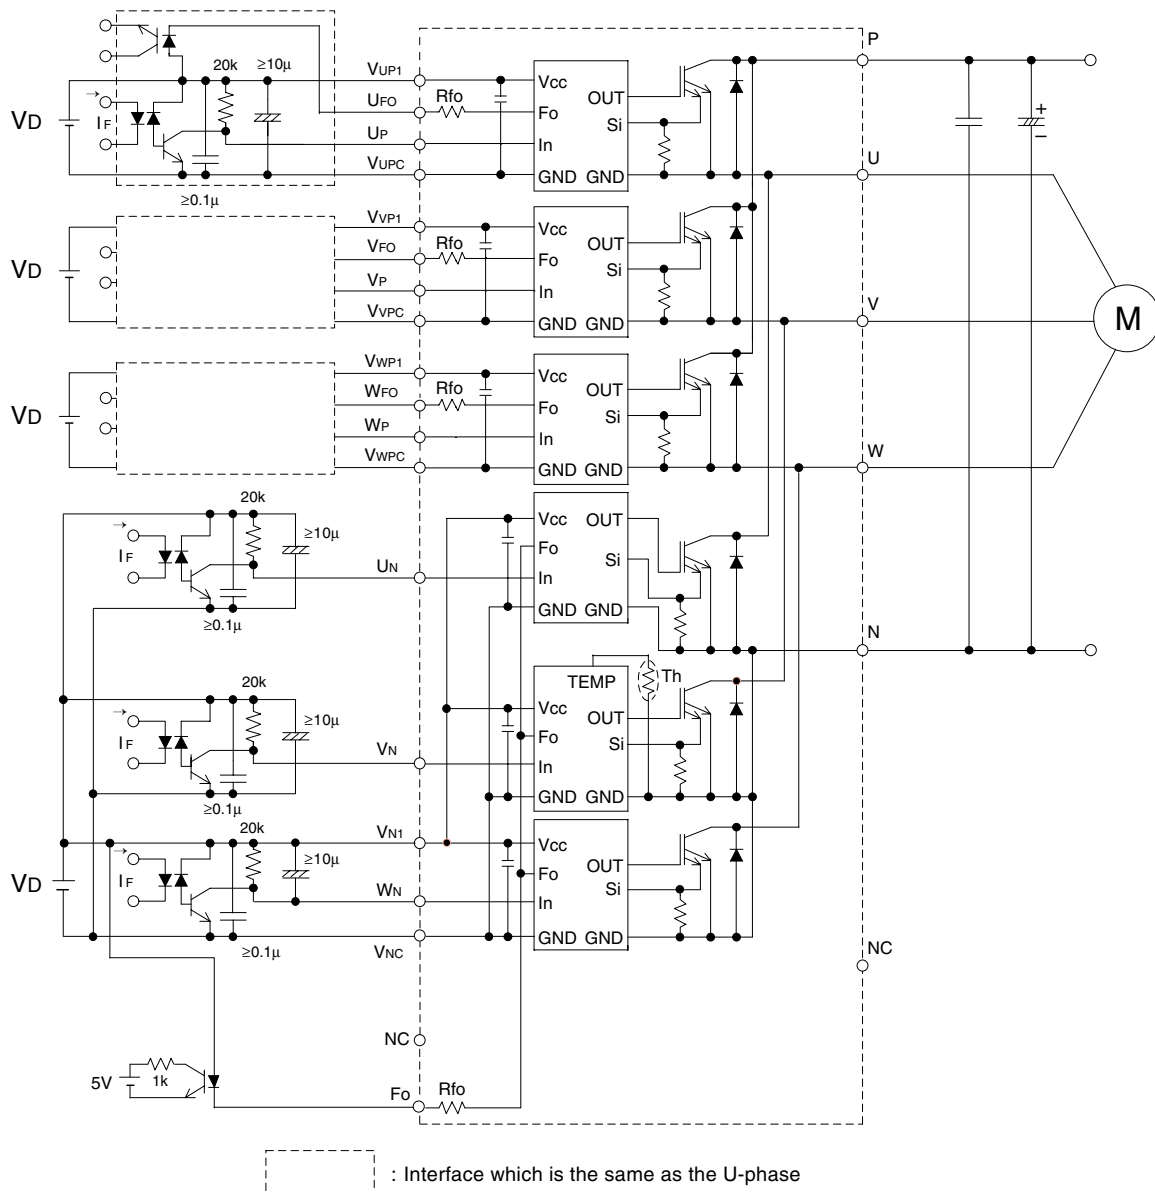 P
20k
≥10μ
VUP1
Vcc
UFO
Rfo
Fo
OUT
VD
IF
UP
In
Si
VUPC
GND
GND
U
≥0.1μ
VVP1
Vcc
VFO
Rfo
Fo
OUT
VD
VP
In
Si
VVPC
GND
GND
V
M
VWP1
Vcc
WFO
Rfo
Fo
OUT
VD
WP
In
Si
VWPC
GND
GND
W
20k
≥10μ
Vcc
OUT
IF
Fo
UN
In
Si
GND
GND
≥0.1μ
N
20k
TEMP
Th
≥10μ
Vcc
OUT
IF
Fo
VN
In
Si
GND
GND
≥0.1μ
20k
VN1
Vcc
≥10μ
VD
IF
Fo
OUT
WN
In
Si
GND
GND
≥0.1μ
VNC
NC
NC
5V
1k
Fo
Rfo
: Interface which is the same as the U-phase
+
–